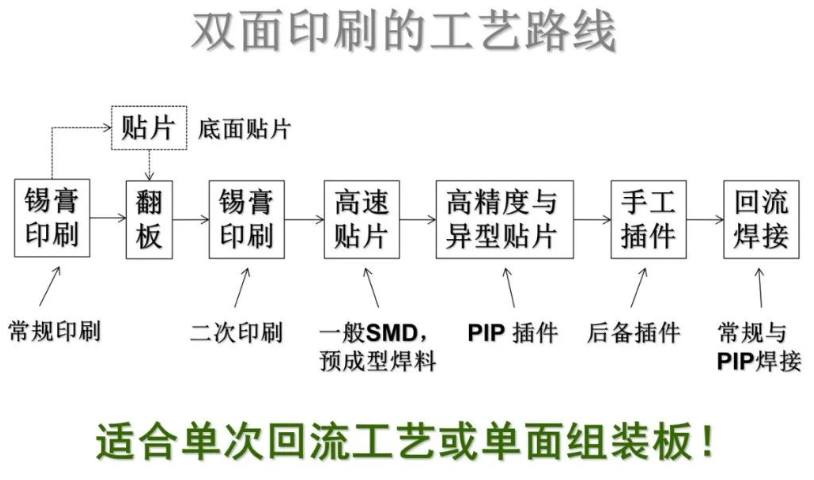 双面印刷的工艺路线
贴片
底面贴片
锡膏
印刷
翻
板
锡膏
印刷
高速
贴片
高精度与
异型贴片
手工
插件
回流
焊接
常规印刷
二次印刷
一般SMD，
预成型焊料
PIP 插件
后备插件
常规与
PIP焊接
适合单次回流工艺或单面组装板！